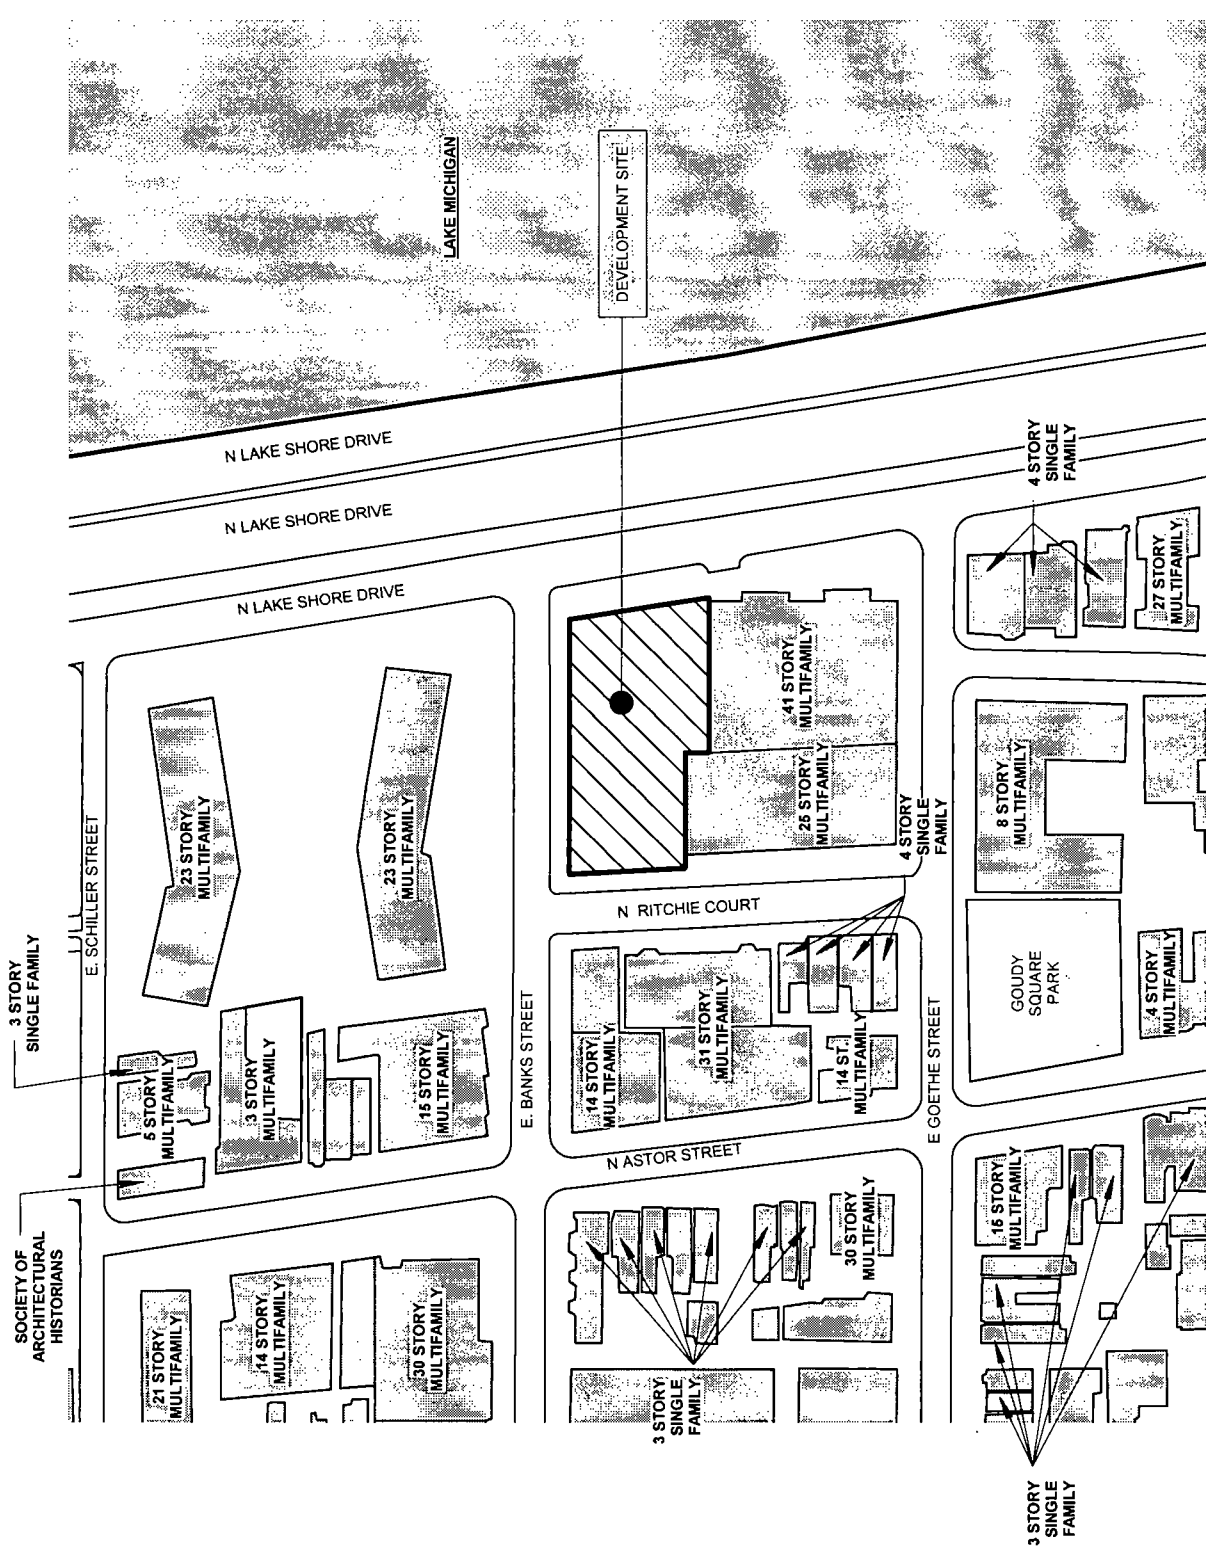 LAKE MICHIGAN
DEVELOPMENT SITE
N LAKE SHORE DRIVE
N LAKE SHORE DRIVE
N LAKE SHORE DRIVE
4 STORY
SINGLE
FAMILY
27 STORY
MULTIFAMILY
41 STORY
MULTIFAMILY
25 STORY
MULTIFAMILY
23 STORY
MULTIFAMILY
23 STORY
MULTIFAMILY
8 STORY
MULTIFAMILY
4 STORY
SINGLE
FAMILY
E. SCHILLER STREET
N RITCHIE COURT
3 STORY
SINGLE FAMILY
E. BANKS STREET
E GOETHE STREET
GOUDY
SQUARE
PARK
4 STORY
MULTIFAMILY
5 STORY
MULTIFAMILY
3 STORY
MULTIFAMILY
15 STORY
MULTIFAMILY
14 STORY
MULTIFAMILY
31 STORY
MULTIFAMILY
14 ST.
MULTIFAMILY
N ASTOR STREET
15 STORY
MULTIFAMILY
30 STORY
MULTIFAMILY
SOCIETY OF
ARCHITECTURAL
HISTORIANS
21 STORY
MULTIFAMILY
14 STORY
MULTIFAMILY
30 STORY
MULTIFAMILY
3 STORY
SINGLE
FAMILY
3 STORY
SINGLE
FAMILY